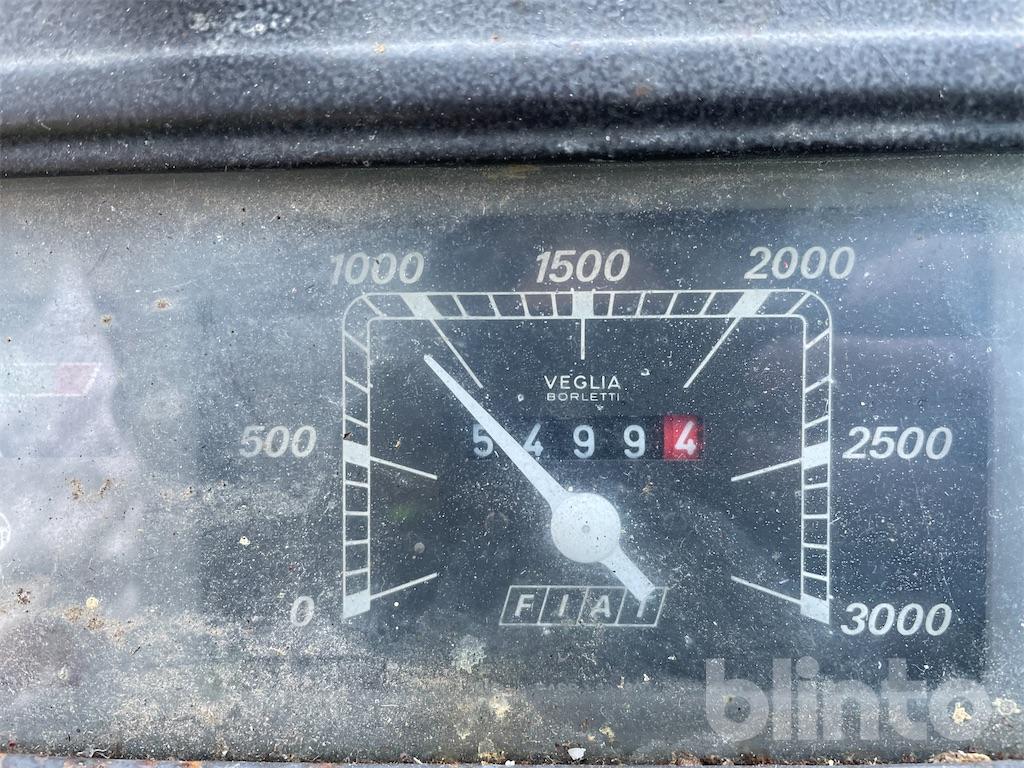 1000 1500 2000
VEGLIA
BORLETTI
500 54994 2500
0 FIAT 3000
blinto